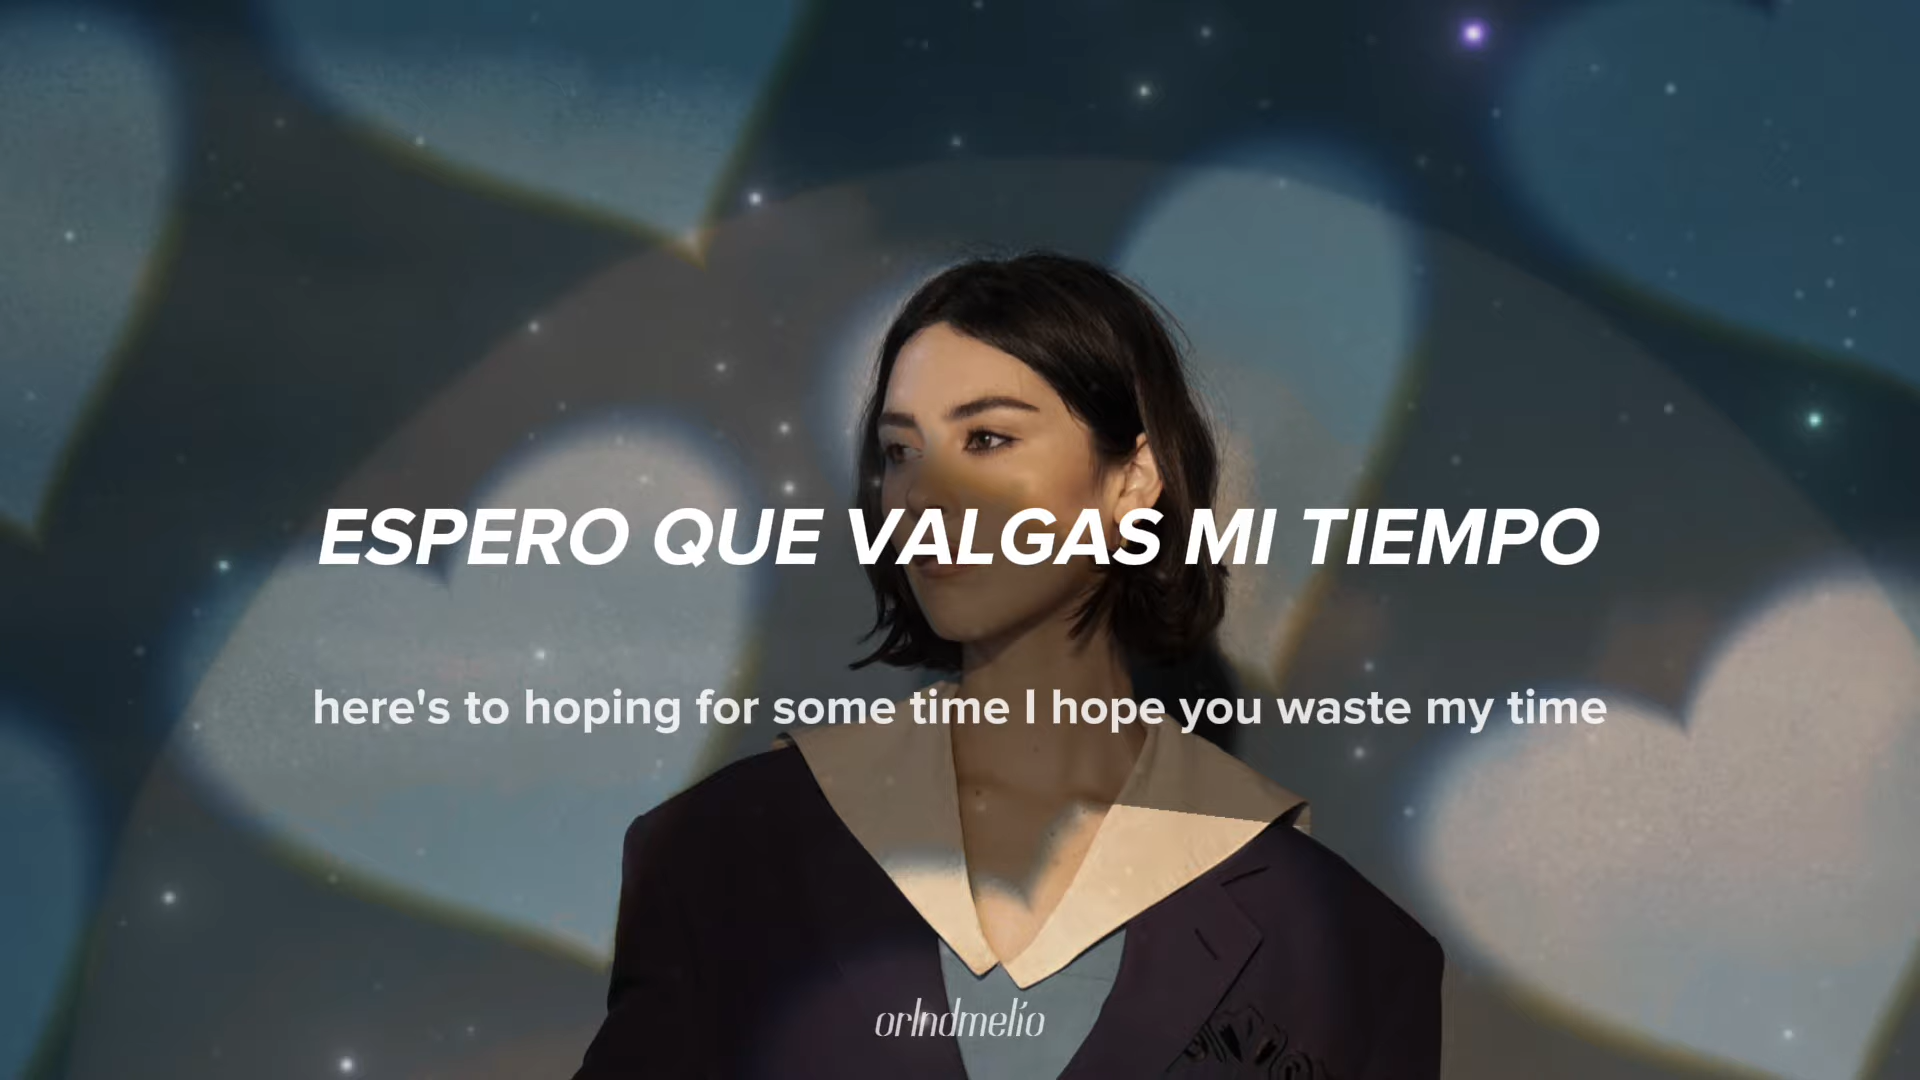 ESPERO QUE VALGAS MI TIEMPO
here's to hoping for some time I hope you waste my time
orlndmelio